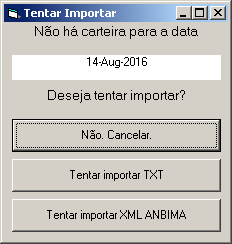 Tentar Importar
Não há carteira para a data
14-Aug-2016
Deseja tentar importar?
Não. Cancelar.
Tentar importar TXT
Tentar importar XML ANBIMA